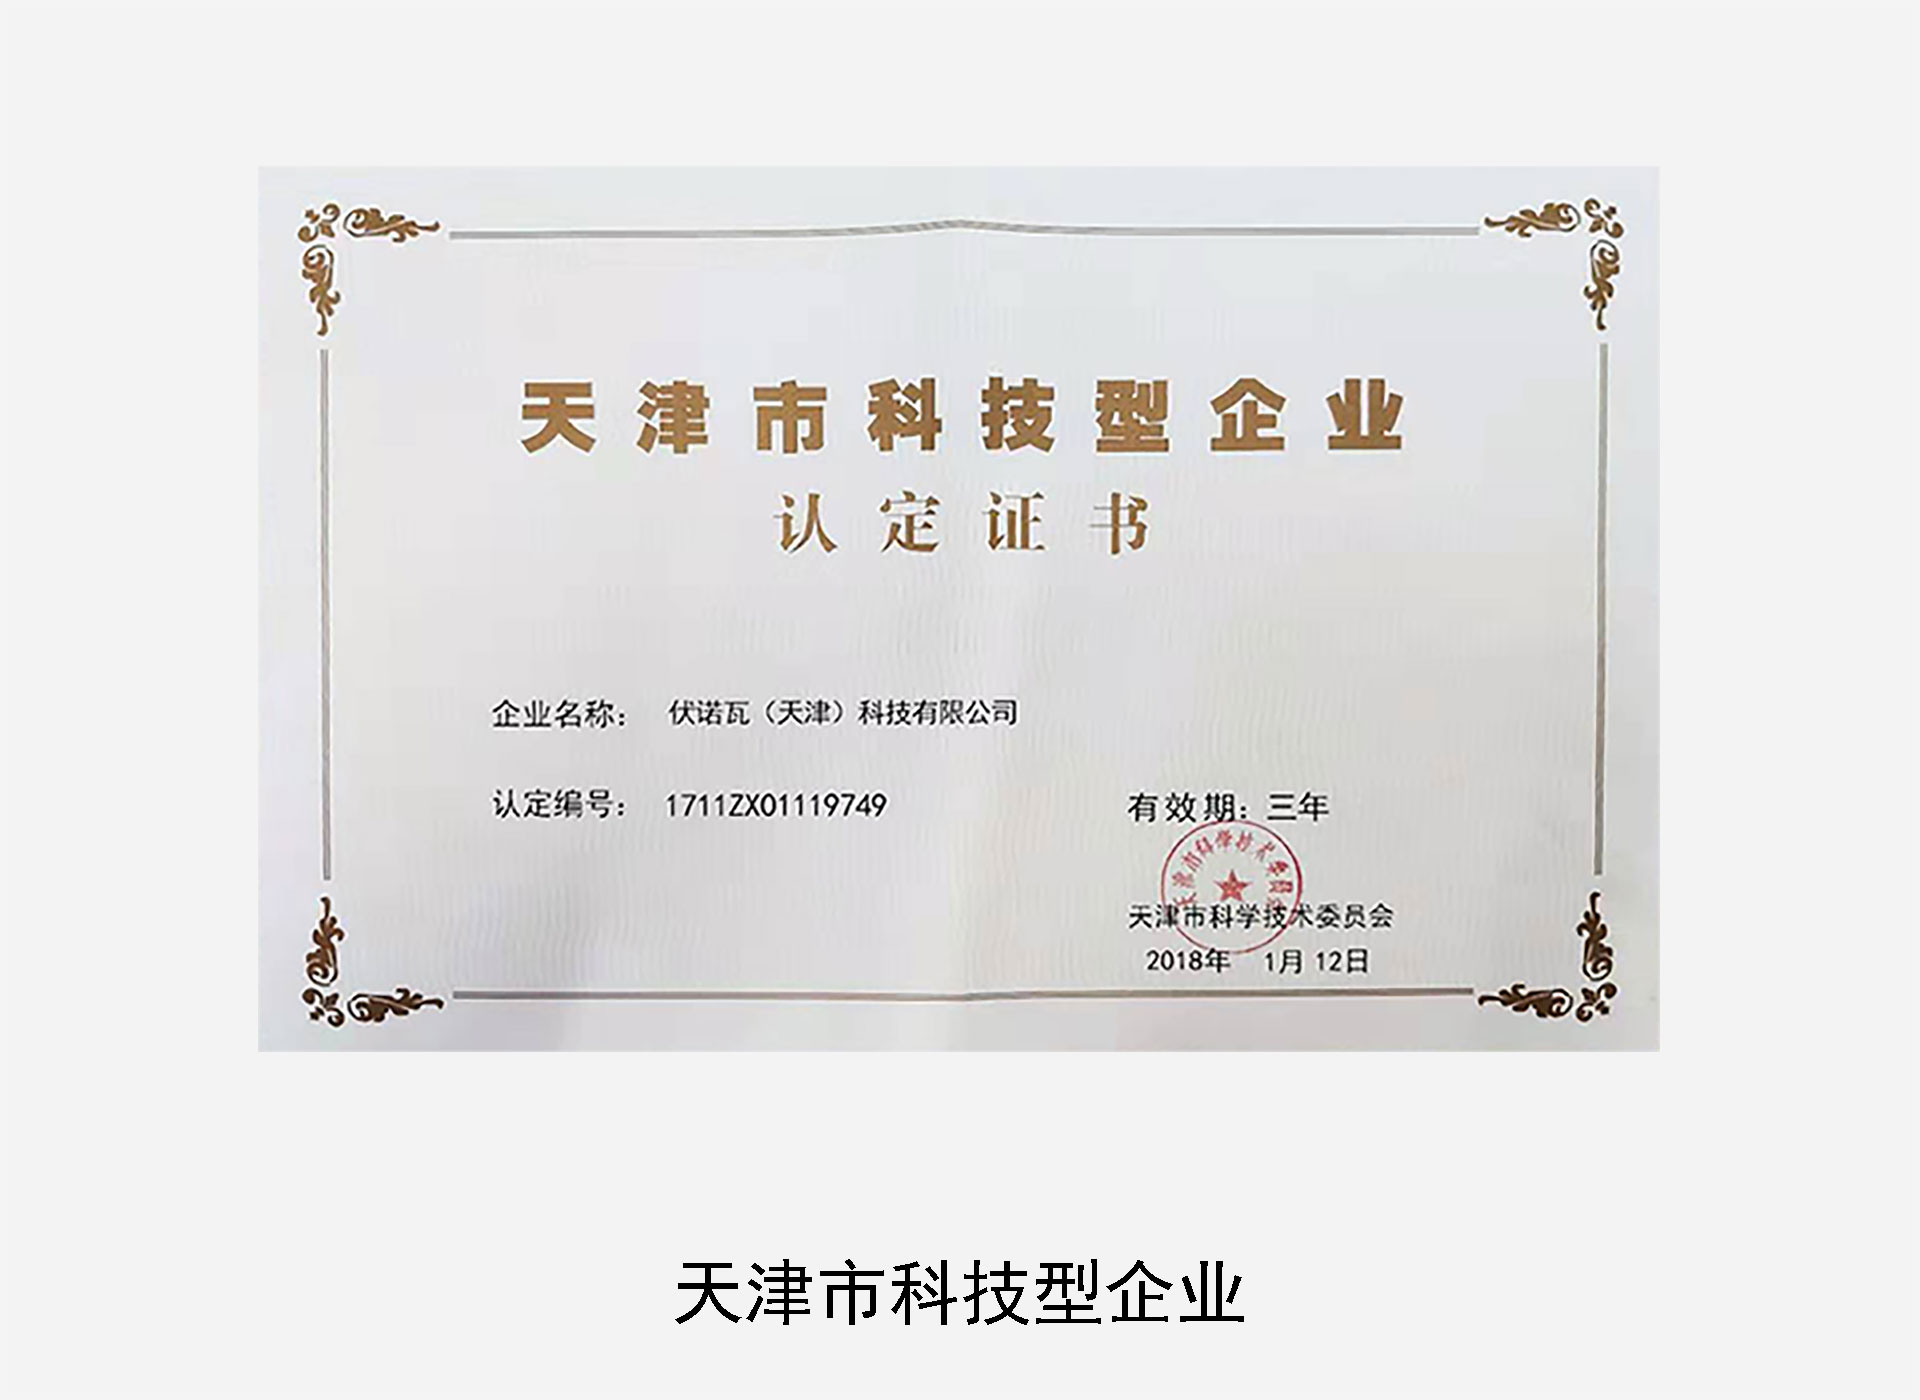 天津市科技型企业
认定证书
企业名称： 伏诺瓦（天津）科技有限公司
认定编号： 1711ZX01119749
有效期：三年
天津市科学技术委员会
天津市科学技术委员会
2018年 1月 12日
天津市科技型企业